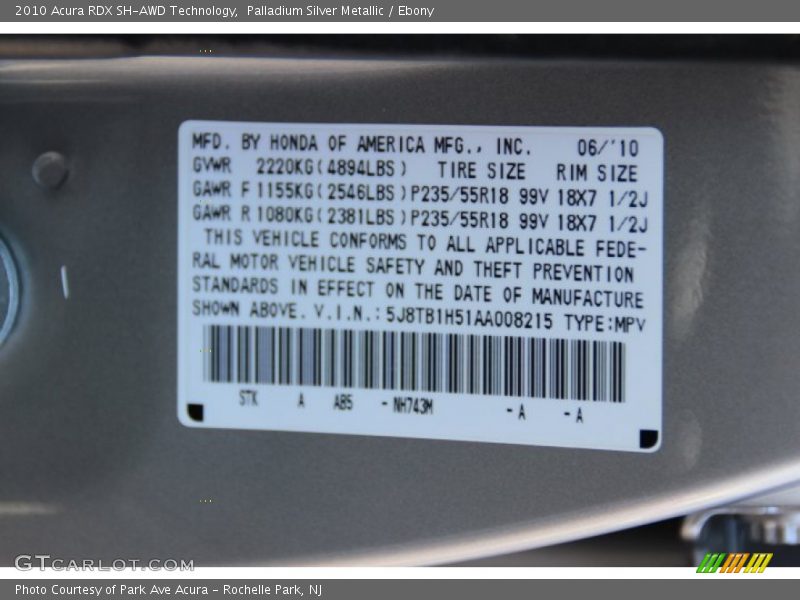 2010 Acura RDX SH-AWD Technology,  Palladium Silver Metallic / Ebony
MFD. BY HONDA OF AMERICA MFG., INC. 06/'10
GVWR 2220KG(4894LBS) TIRE SIZE RIM SIZE
GAWR F 1155KG(2546LBS) P235/55R18 99V 18X7 1/2J
GAWR R 1080KG(2381LBS) P235/55R18 99V 18X7 1/2J
THIS VEHICLE CONFORMS TO ALL APPLICABLE FEDE-
RAL MOTOR VEHICLE SAFETY AND THEFT PREVENTION
STANDARDS IN EFFECT ON THE DATE OF MANUFACTURE
SHOWN ABOVE. V.I.N.: 5J8TB1H51AA008215 TYPE:MPV
STK A AB5 - NH743M - A - A
GTCARLOT.COM
Photo Courtesy of Park Ave Acura - Rochelle Park, NJ